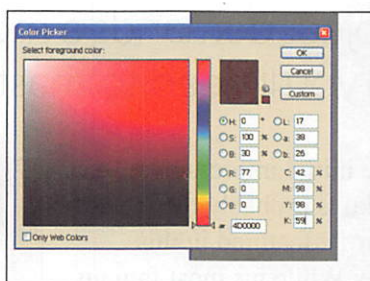 Color Picker
Select foreground color:
OK
Cancel
Custom
H: 0 ° L: 17
S: 100 % a: 38
B: 30 % b: 26
R: 77 C: 42 %
G: 0 M: 98 %
B: 0 Y: 98 %
# 4D0000 K: 59 %
Only Web Colors